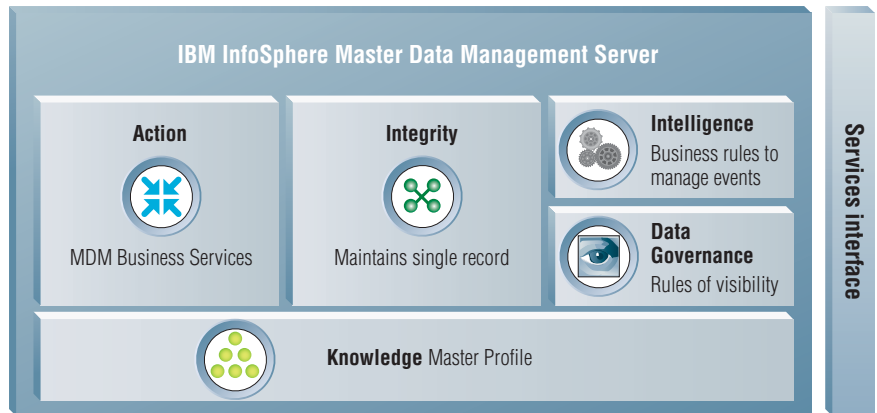 IBM InfoSphere Master Data Management Server
Action
MDM Business Services
Integrity
Maintains single record
Intelligence
Business rules to
manage events
Data
Governance
Rules of visibility
Knowledge Master Profile
Services interface